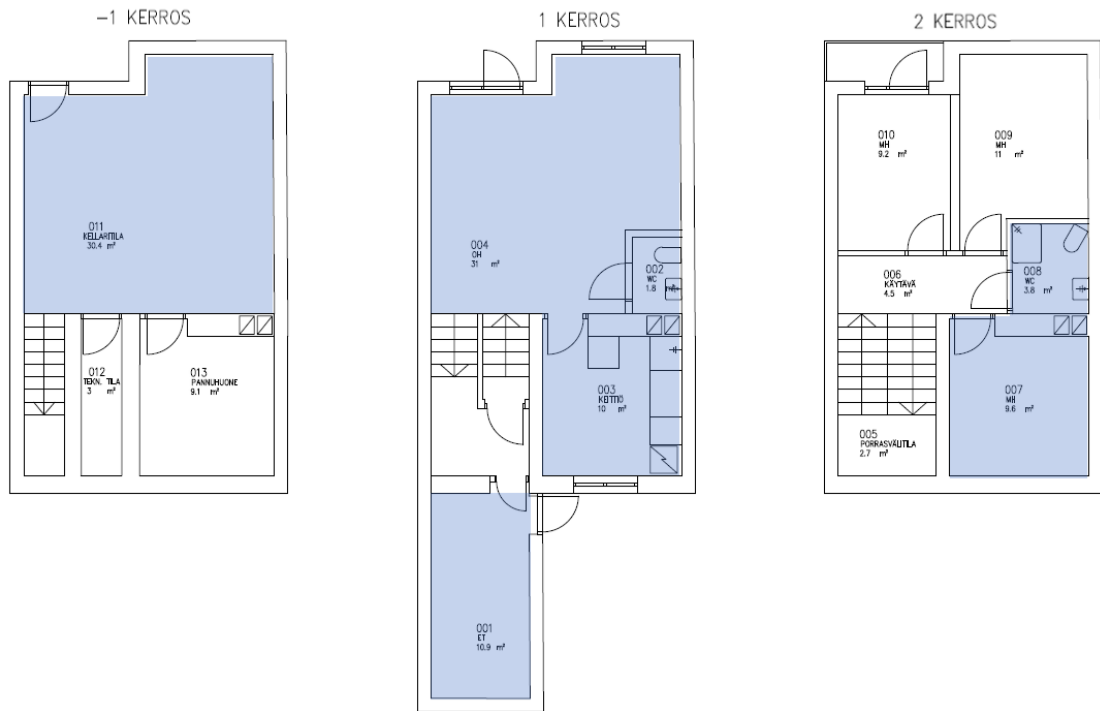 -1 KERROS
011
KELLARITILA
30.4 m²
012
TEKN. TILA
3 m²
013
PANNUHUONE
9.1 m²
1 KERROS
004
OH
31 m²
002
WC
1.8 m²
003
KEITTIÖ
10 m²
001
ET
10.9 m²
2 KERROS
010
MH
9.2 m²
009
MH
11 m²
006
KÄYTÄVÄ
4.5 m²
008
WC
3.8 m²
007
MH
9.6 m²
005
PORRASVÄLITILA
2.7 m²